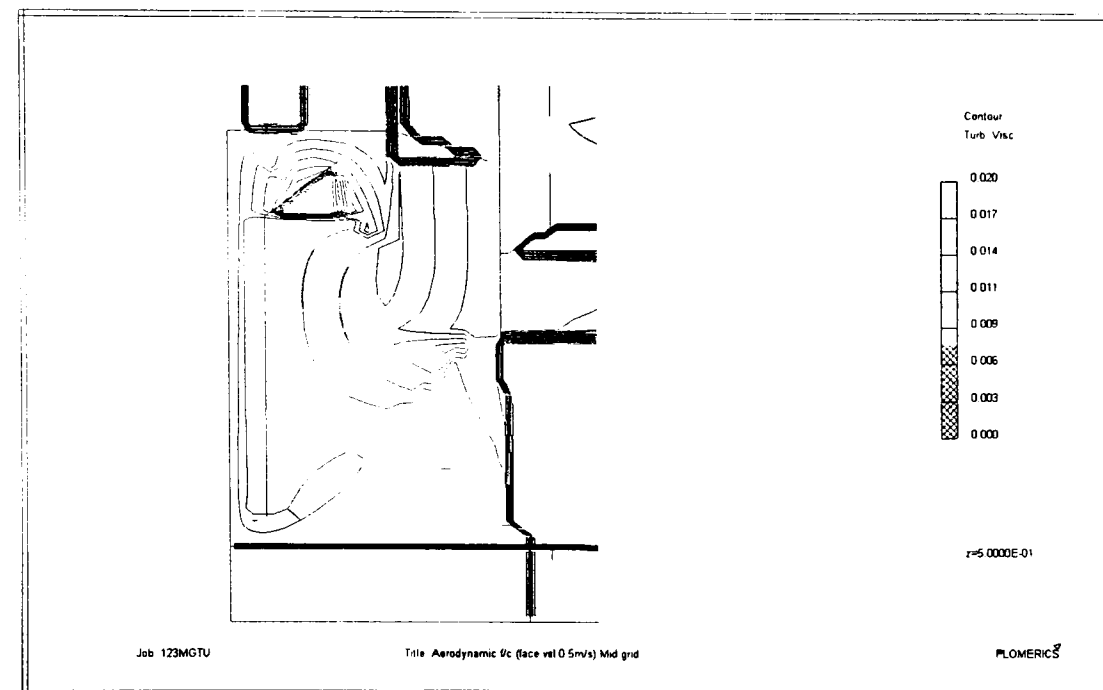 Contour
Turb Visc
0.020
0.017
0.014
0.011
0.009
0.006
0.003
0.000
z=5.0000E-01
Job 123MGTU
Title Aerodynamic f/c (face vel 0.5m/s) Mid grid
FLOMERICS